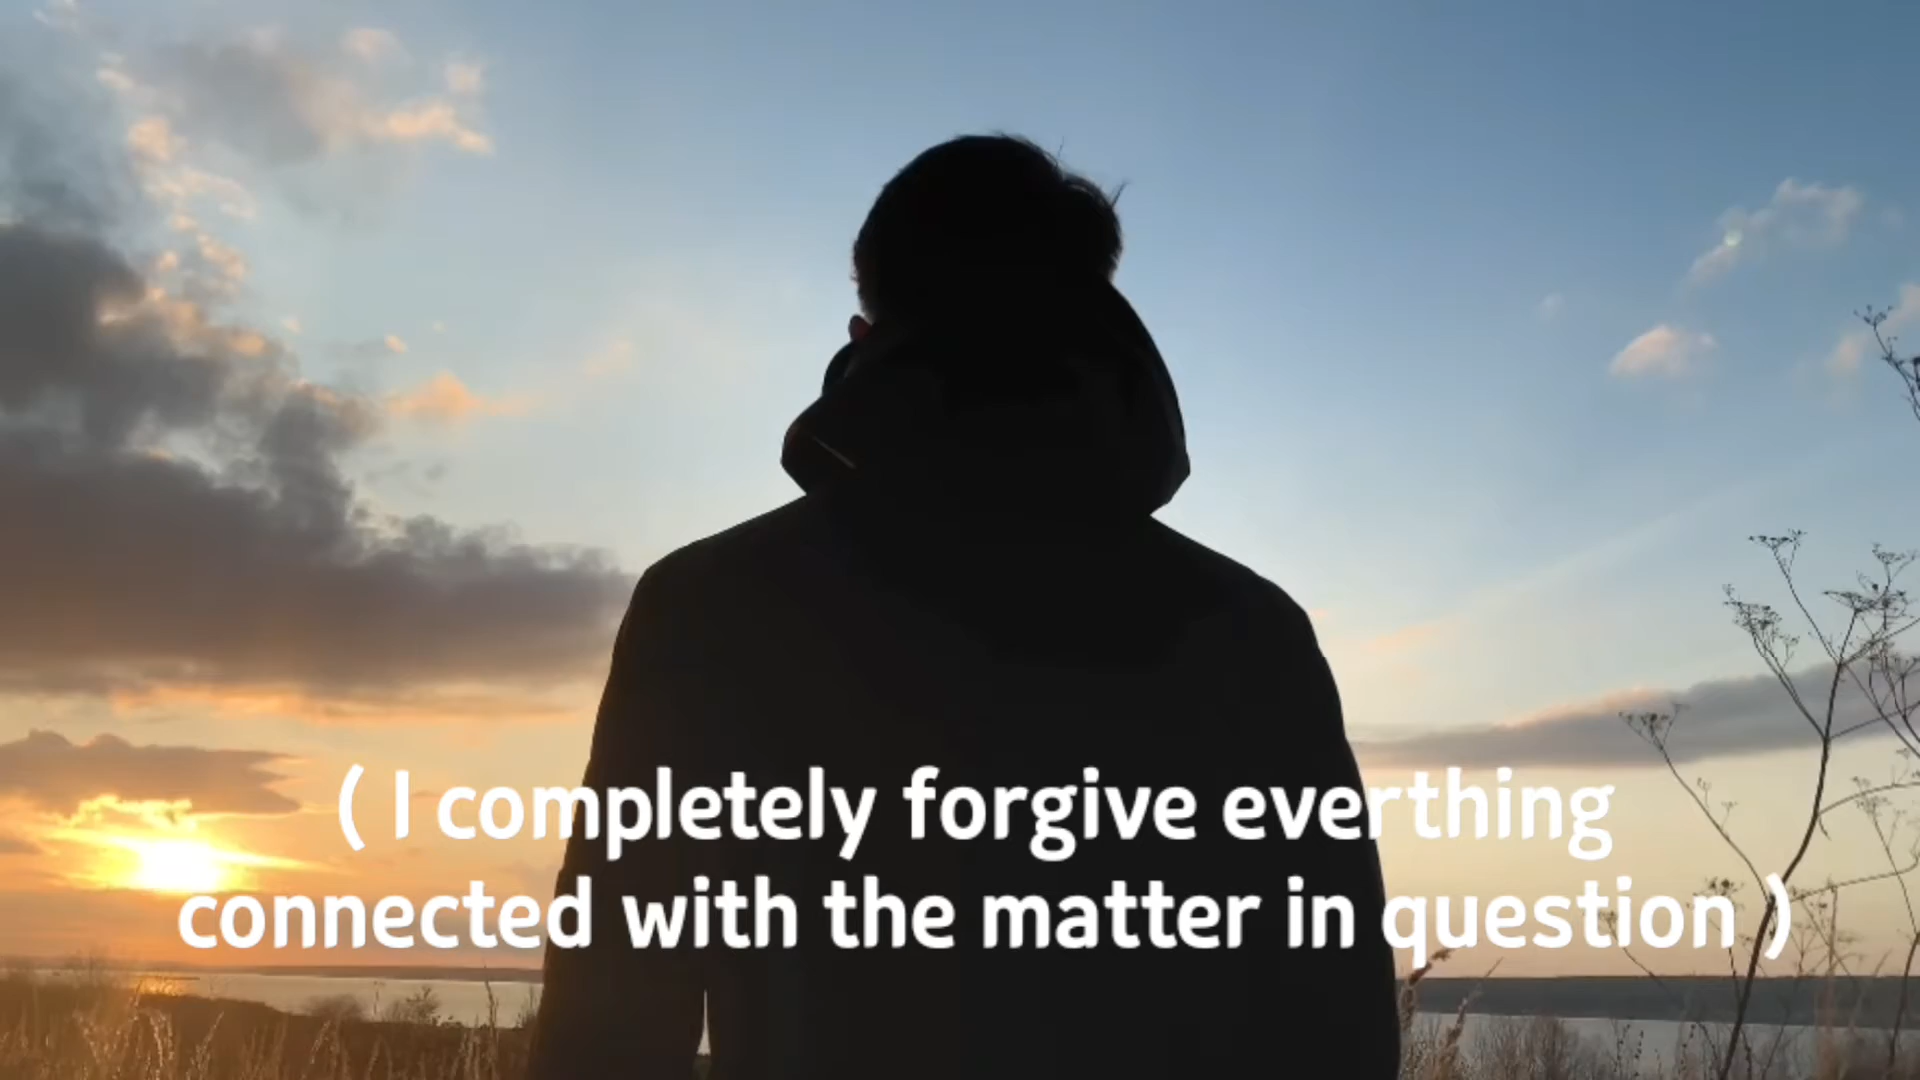 ( I completely forgive everthing
connected with the matter in question )